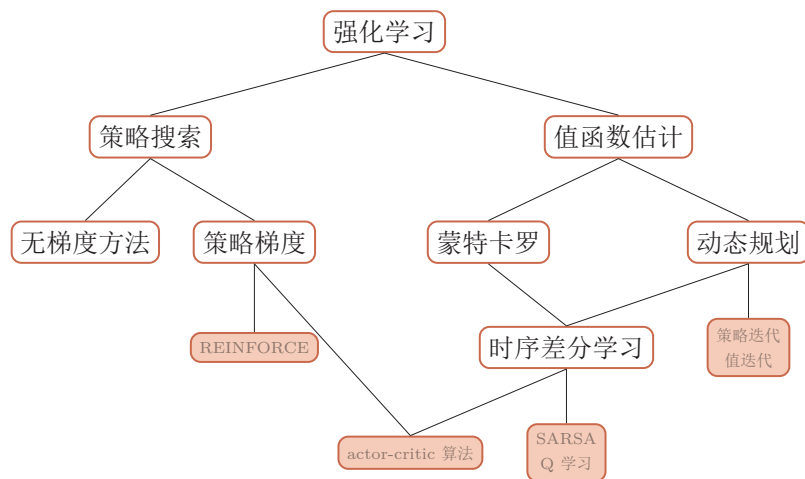 强化学习
策略搜索
值函数估计
无梯度方法
策略梯度
蒙特卡罗
动态规划
REINFORCE
时序差分学习
策略迭代
值迭代
actor-critic 算法
SARSA
Q 学习